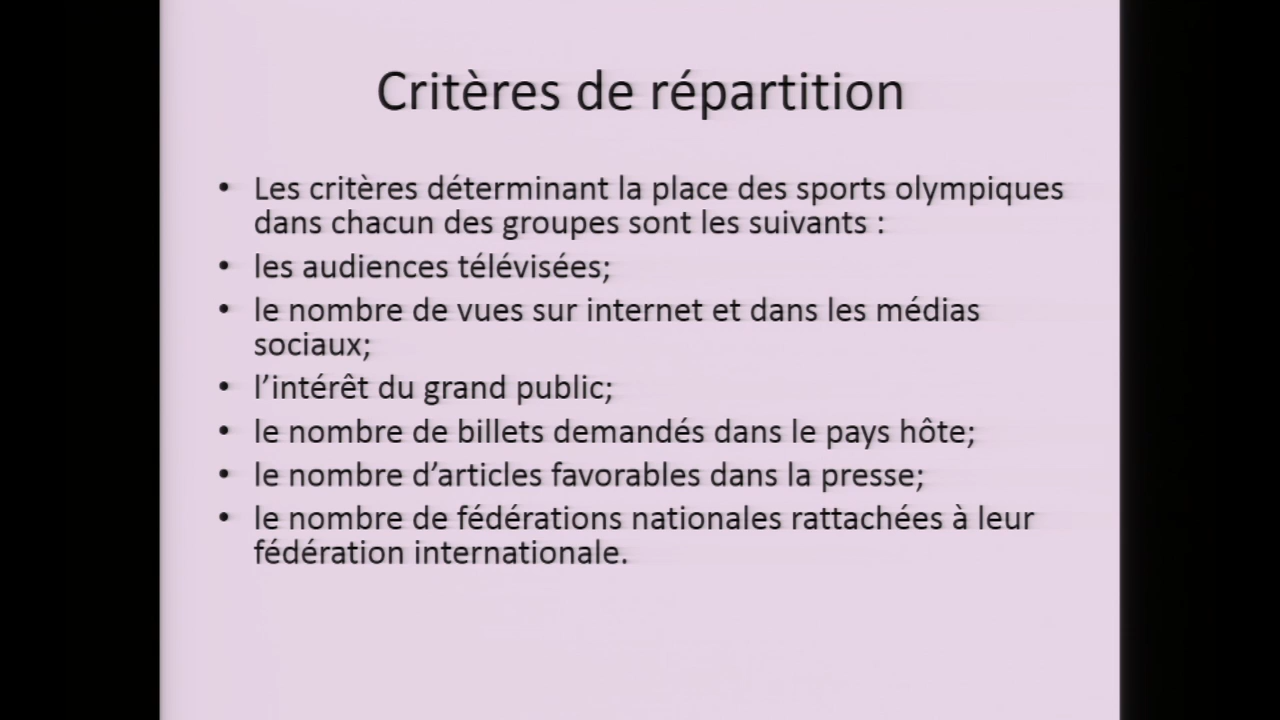 Critères de répartition
• Les critères déterminant la place des sports olympiques
dans chacun des groupes sont les suivants :
• les audiences télévisées;
• le nombre de vues sur internet et dans les médias
sociaux;
• l’intérêt du grand public;
• le nombre de billets demandés dans le pays hôte;
• le nombre d’articles favorables dans la presse;
• le nombre de fédérations nationales rattachées à leur
fédération internationale.